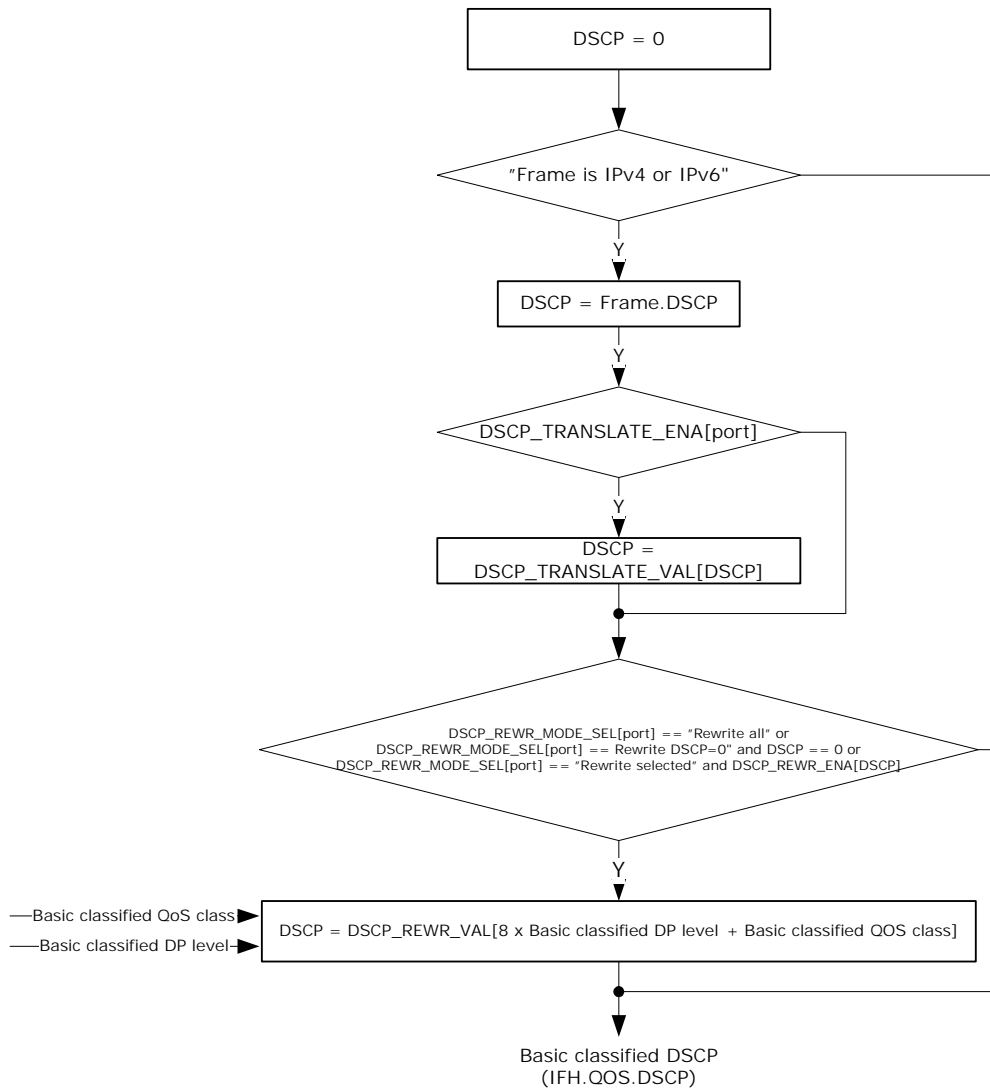 DSCP = 0
"Frame is IPv4 or IPv6"
Y
DSCP = Frame.DSCP
Y
DSCP_TRANSLATE_ENA[port]
Y
DSCP =
DSCP_TRANSLATE_VAL[DSCP]
DSCP_REWR_MODE_SEL[port] == "Rewrite all" or
DSCP_REWR_MODE_SEL[port] == Rewrite DSCP=0" and DSCP == 0 or
DSCP_REWR_MODE_SEL[port] == "Rewrite selected" and DSCP_REWR_ENA[DSCP]
Y
Basic classified QoS class
Basic classified DP level
DSCP = DSCP_REWR_VAL[8 x Basic classified DP level + Basic classified QOS class]
Basic classified DSCP
(IFH.QOS.DSCP)